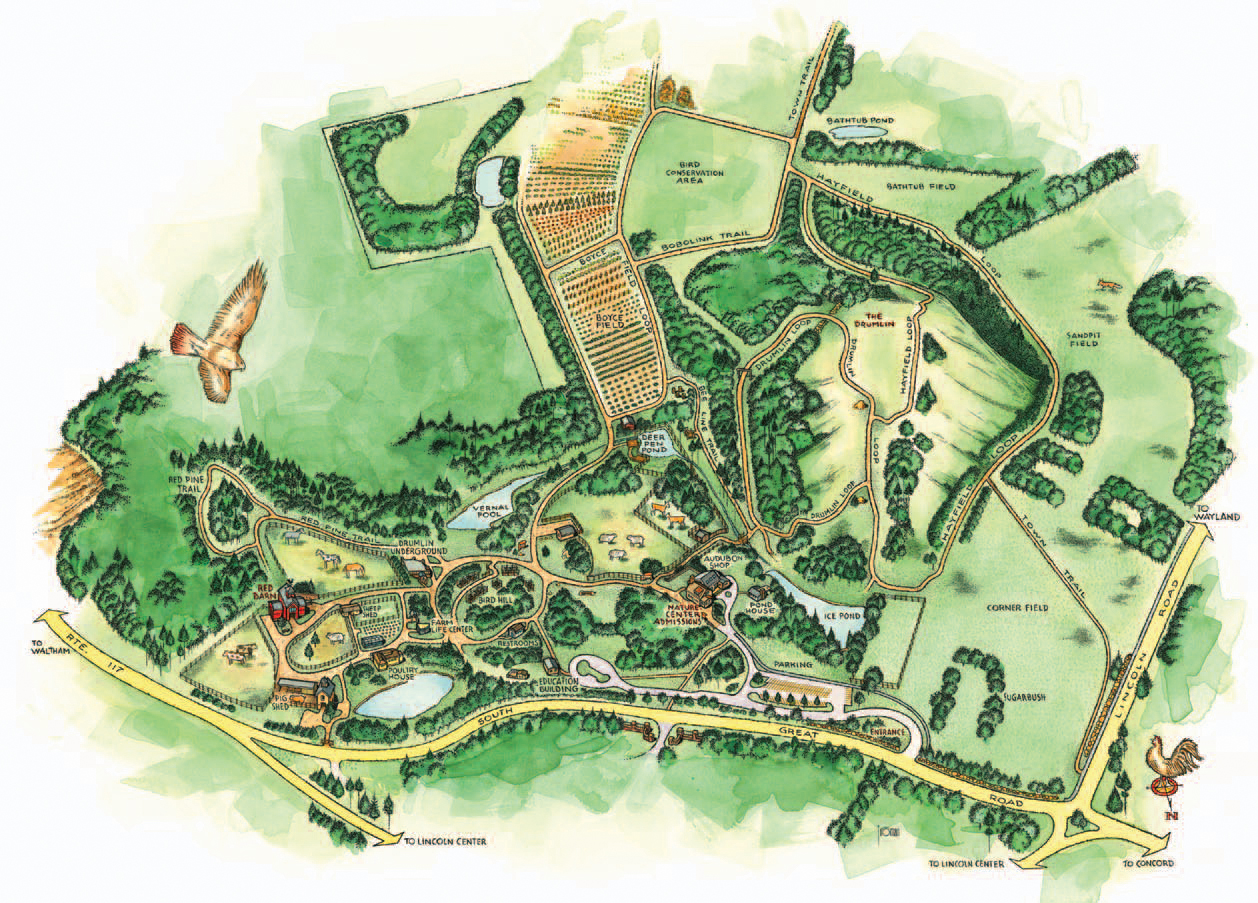 TOWN TRAIL
BATHTUB POND
BIRD
CONSERVATION
AREA
HAYFIELD
LOOP
BATHTUB FIELD
BOBOLINK TRAIL
BOYCE
FIELD
LOOP
BOYCE
FIELD
THE
DRUMLIN
DRUMLIN LOOP
DRUMLIN
LOOP
HAYFIELD LOOP
SANDPIT
FIELD
BEE LINE TRAIL
DEER
PEN
POND
RED PINE
TRAIL
RED PINE TRAIL
VERNAL
POOL
DRUMLIN LOOP
HAYFIELD
LOOP
TOWN
TRAIL
TO
WAYLAND
DRUMLIN
UNDERGROUND
AUDUBON
SHOP
RED
BARN
SHEEP
SHED
BIRD HILL
FARM
LIFE CENTER
NATURE
CENTER
ADMISSIONS
POND
HOUSE
ICE POND
CORNER FIELD
RESTROOMS
TO
WALTHAM
RTE. 117
POULTRY
HOUSE
PIG
SHED
EDUCATION
BUILDING
PARKING
SUGARBUSH
LINCOLN
ROAD
SOUTH
GREAT
ROAD
ENTRANCE
N
TO LINCOLN CENTER
TO LINCOLN CENTER
TO CONCORD